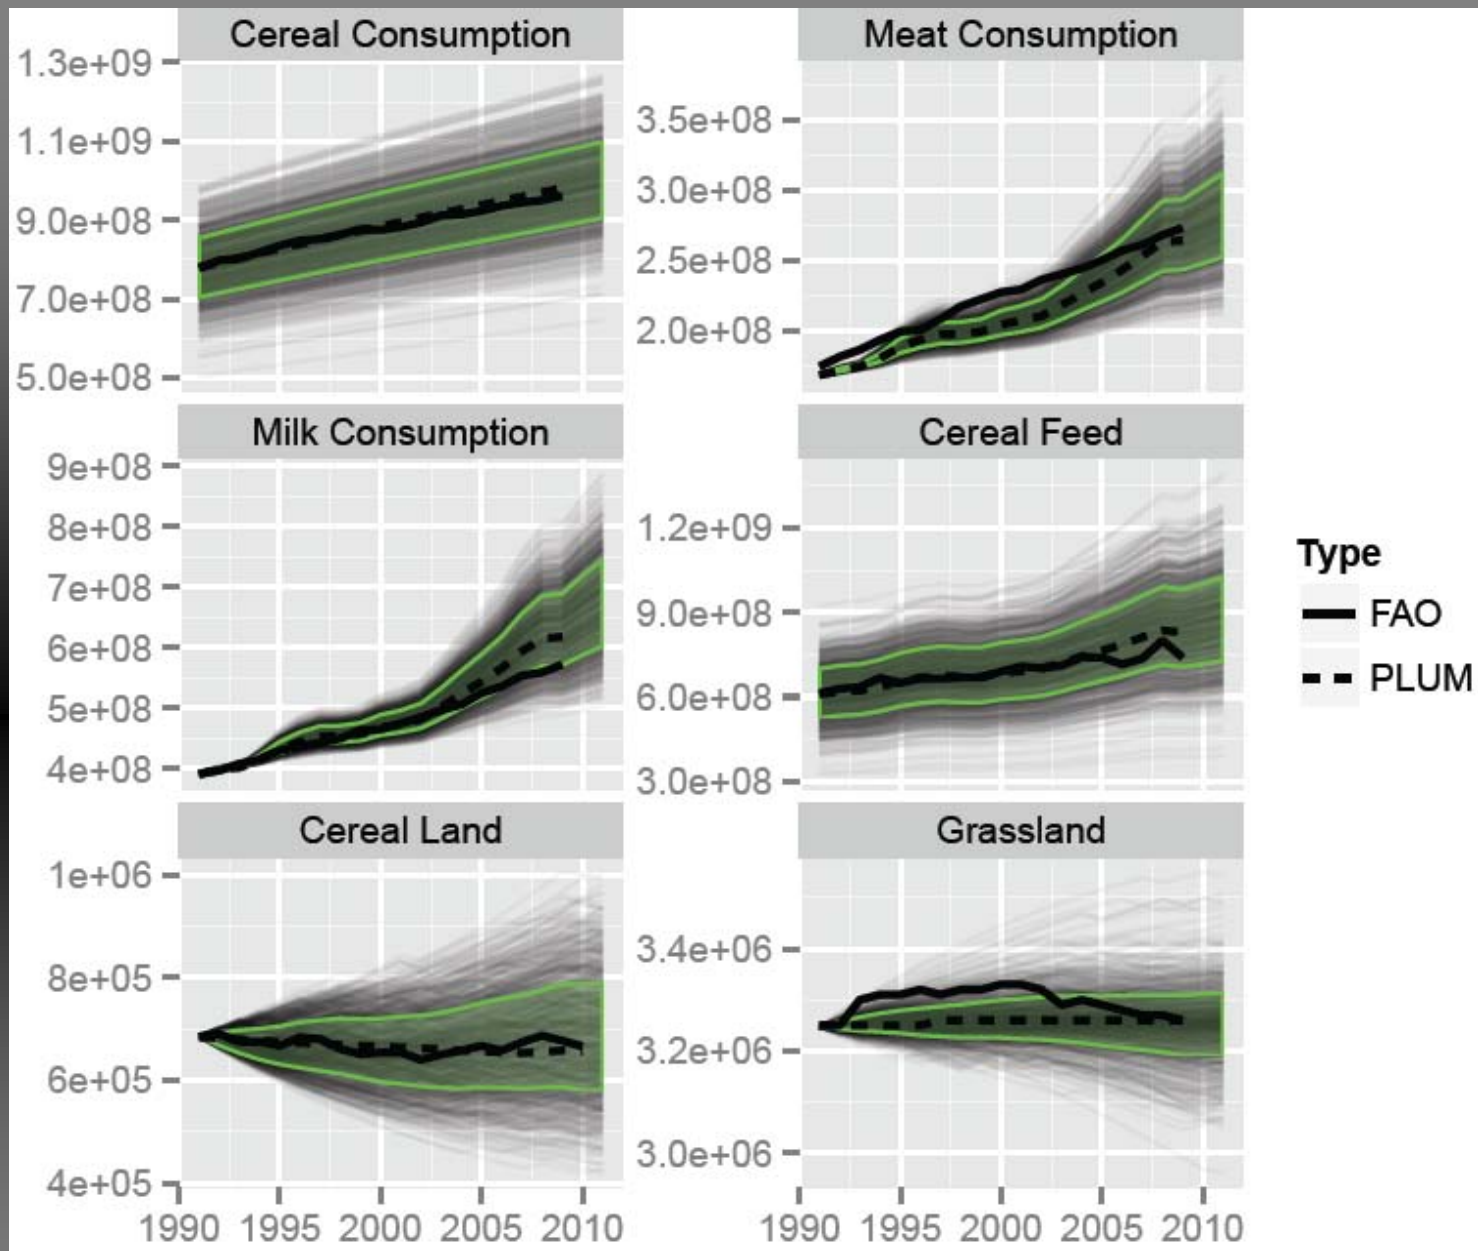 Cereal Consumption
1.3e+09
1.1e+09
9.0e+08
7.0e+08
5.0e+08
Meat Consumption
3.5e+08
3.0e+08
2.5e+08
2.0e+08
Milk Consumption
9e+08
8e+08
7e+08
6e+08
5e+08
4e+08
Cereal Feed
1.2e+09
9.0e+08
6.0e+08
3.0e+08
Cereal Land
1e+06
8e+05
6e+05
4e+05
1990 1995 2000 2005 2010
Grassland
3.4e+06
3.2e+06
3.0e+06
1990 1995 2000 2005 2010
Type
FAO
PLUM